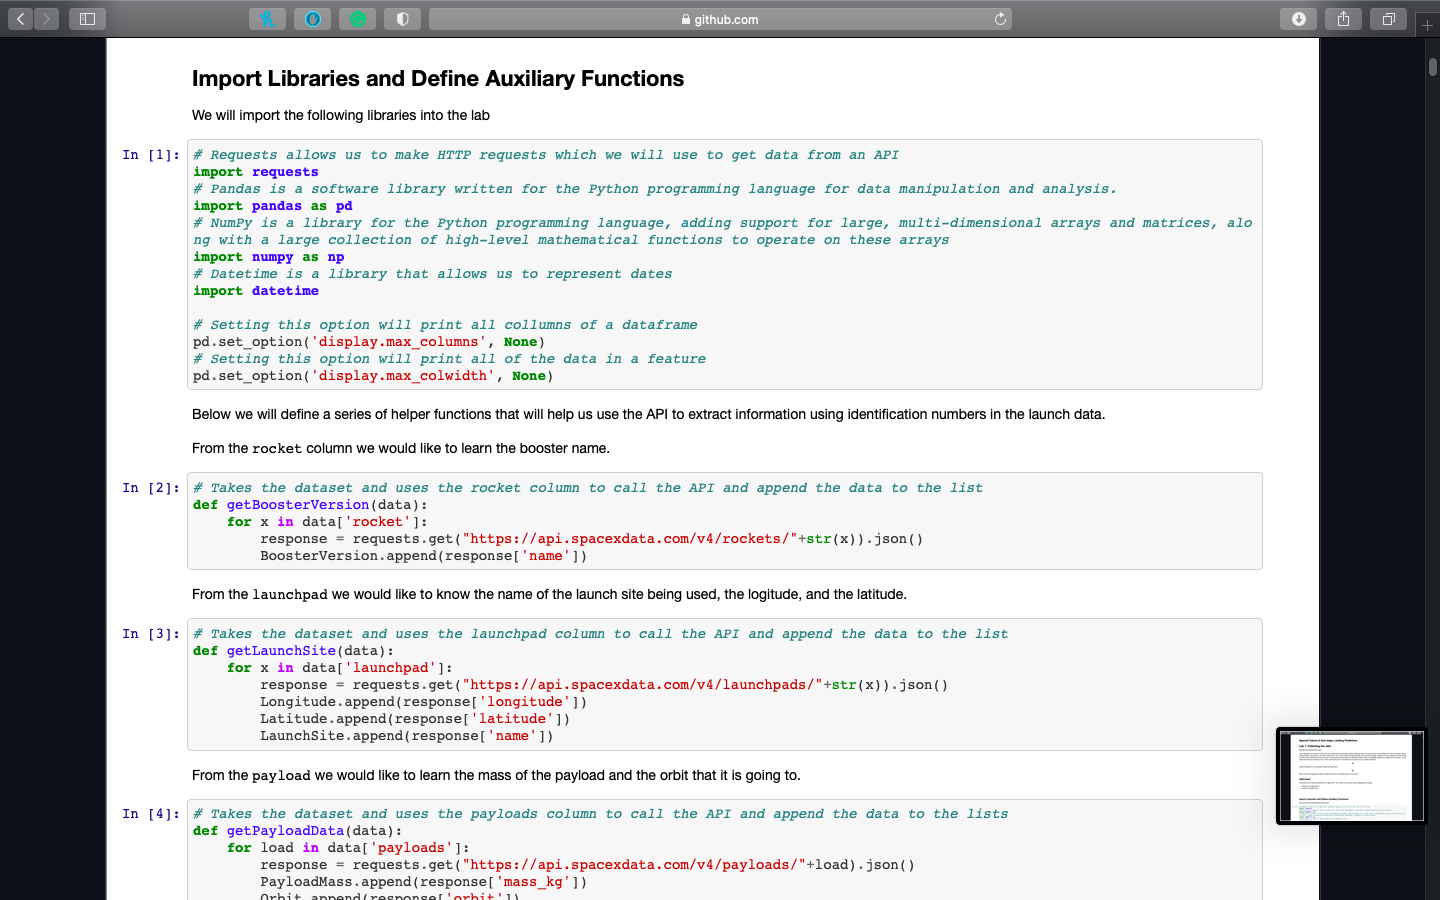 github.com
Import Libraries and Define Auxiliary Functions
We will import the following libraries into the lab
In [1]:
# Requests allows us to make HTTP requests which we will use to get data from an API
import requests
# Pandas is a software library written for the Python programming language for data manipulation and analysis.
import pandas as pd
# NumPy is a library for the Python programming language, adding support for large, multi-dimensional arrays and matrices, alo
ng with a large collection of high-level mathematical functions to operate on these arrays
import numpy as np
# Datetime is a library that allows us to represent dates
import datetime
# Setting this option will print all collumns of a dataframe
pd.set_option('display.max_columns', None)
# Setting this option will print all of the data in a feature
pd.set_option('display.max_colwidth', None)
Below we will define a series of helper functions that will help us use the API to extract information using identification numbers in the launch data.
From the rocket column we would like to learn the booster name.
In [2]:
# Takes the dataset and uses the rocket column to call the API and append the data to the list
def getBoosterVersion(data):
    for x in data['rocket']:
        response = requests.get("https://api.spacexdata.com/v4/rockets/"+str(x)).json()
        BoosterVersion.append(response['name'])
From the launchpad we would like to know the name of the launch site being used, the logitude, and the latitude.
In [3]:
# Takes the dataset and uses the launchpad column to call the API and append the data to the list
def getLaunchSite(data):
    for x in data['launchpad']:
        response = requests.get("https://api.spacexdata.com/v4/launchpads/"+str(x)).json()
        Longitude.append(response['longitude'])
        Latitude.append(response['latitude'])
        LaunchSite.append(response['name'])
From the payload we would like to learn the mass of the payload and the orbit that it is going to.
In [4]:
# Takes the dataset and uses the payloads column to call the API and append the data to the lists
def getPayloadData(data):
    for load in data['payloads']:
        response = requests.get("https://api.spacexdata.com/v4/payloads/"+load).json()
        PayloadMass.append(response['mass_kg'])
        Orbit.append(response['orbit'])